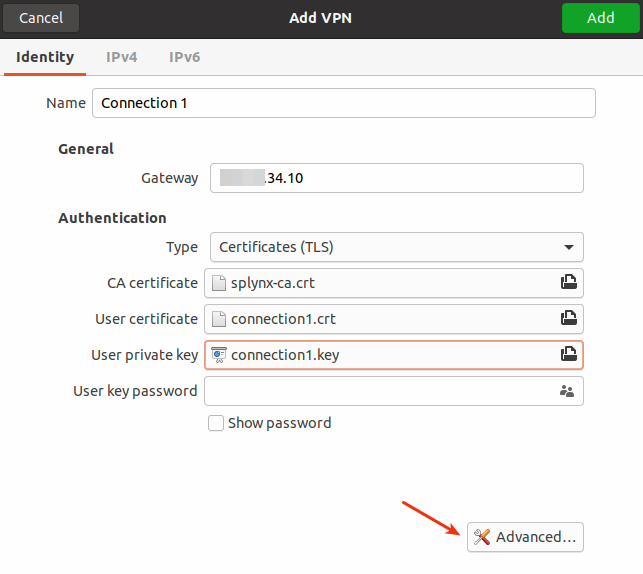 Cancel Add VPN Add
Identity IPv4 IPv6
Name Connection 1
General
Gateway .34.10
Authentication
Type Certificates (TLS)
CA certificate splynx-ca.crt
User certificate connection1.crt
User private key connection1.key
User key password
Show password
Advanced...